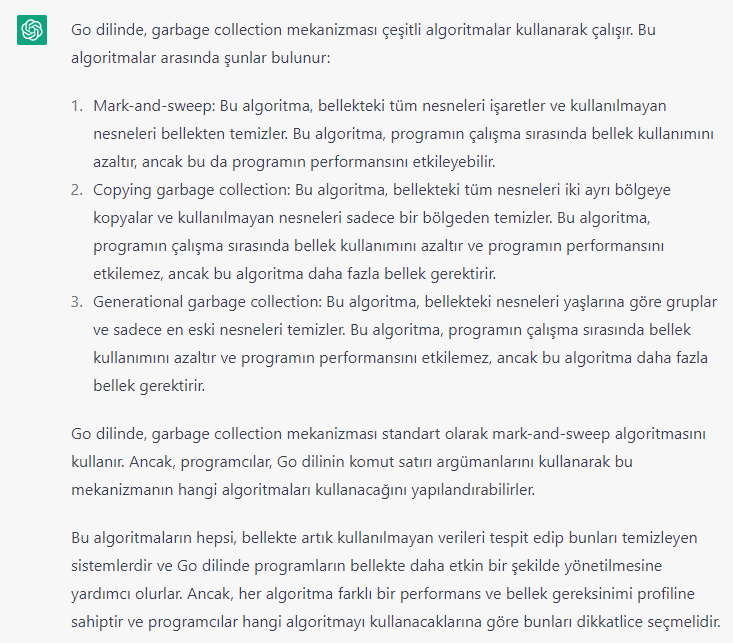 Go dilinde, garbage collection mekanizması çeşitli algoritmalar kullanarak çalışır. Bu
algoritmalar arasında şunlar bulunur:
1. Mark-and-sweep: Bu algoritma, bellekteki tüm nesneleri işaretler ve kullanılmayan
nesneleri bellekten temizler. Bu algoritma, programın çalışma sırasında bellek kullanımını
azaltır, ancak bu da programın performansını etkileyebilir.
2. Copying garbage collection: Bu algoritma, bellekteki tüm nesneleri iki ayrı bölgeye
kopyalar ve kullanılmayan nesneleri sadece bir bölgeden temizler. Bu algoritma,
programın çalışma sırasında bellek kullanımını azaltır ve programın performansını
etkilemez, ancak bu algoritma daha fazla bellek gerektirir.
3. Generational garbage collection: Bu algoritma, bellekteki nesneleri yaşlarına göre gruplar
ve sadece en eski nesneleri temizler. Bu algoritma, programın çalışma sırasında bellek
kullanımını azaltır ve programın performansını etkilemez, ancak bu algoritma daha fazla
bellek gerektirir.
Go dilinde, garbage collection mekanizması standart olarak mark-and-sweep algoritmasını
kullanır. Ancak, programcılar, Go dilinin komut satırı argümanlarını kullanarak bu
mekanizmanın hangi algoritmaları kullanacağını yapılandırabilirler.
Bu algoritmaların hepsi, bellekte artık kullanılmayan verileri tespit edip bunları temizleyen
sistemlerdir ve Go dilinde programların bellekte daha etkin bir şekilde yönetilmesine
yardımcı olurlar. Ancak, her algoritma farklı bir performans ve bellek gereksinimi profiline
sahiptir ve programcılar hangi algoritmayı kullanacaklarına göre bunları dikkatlice seçmelidir.